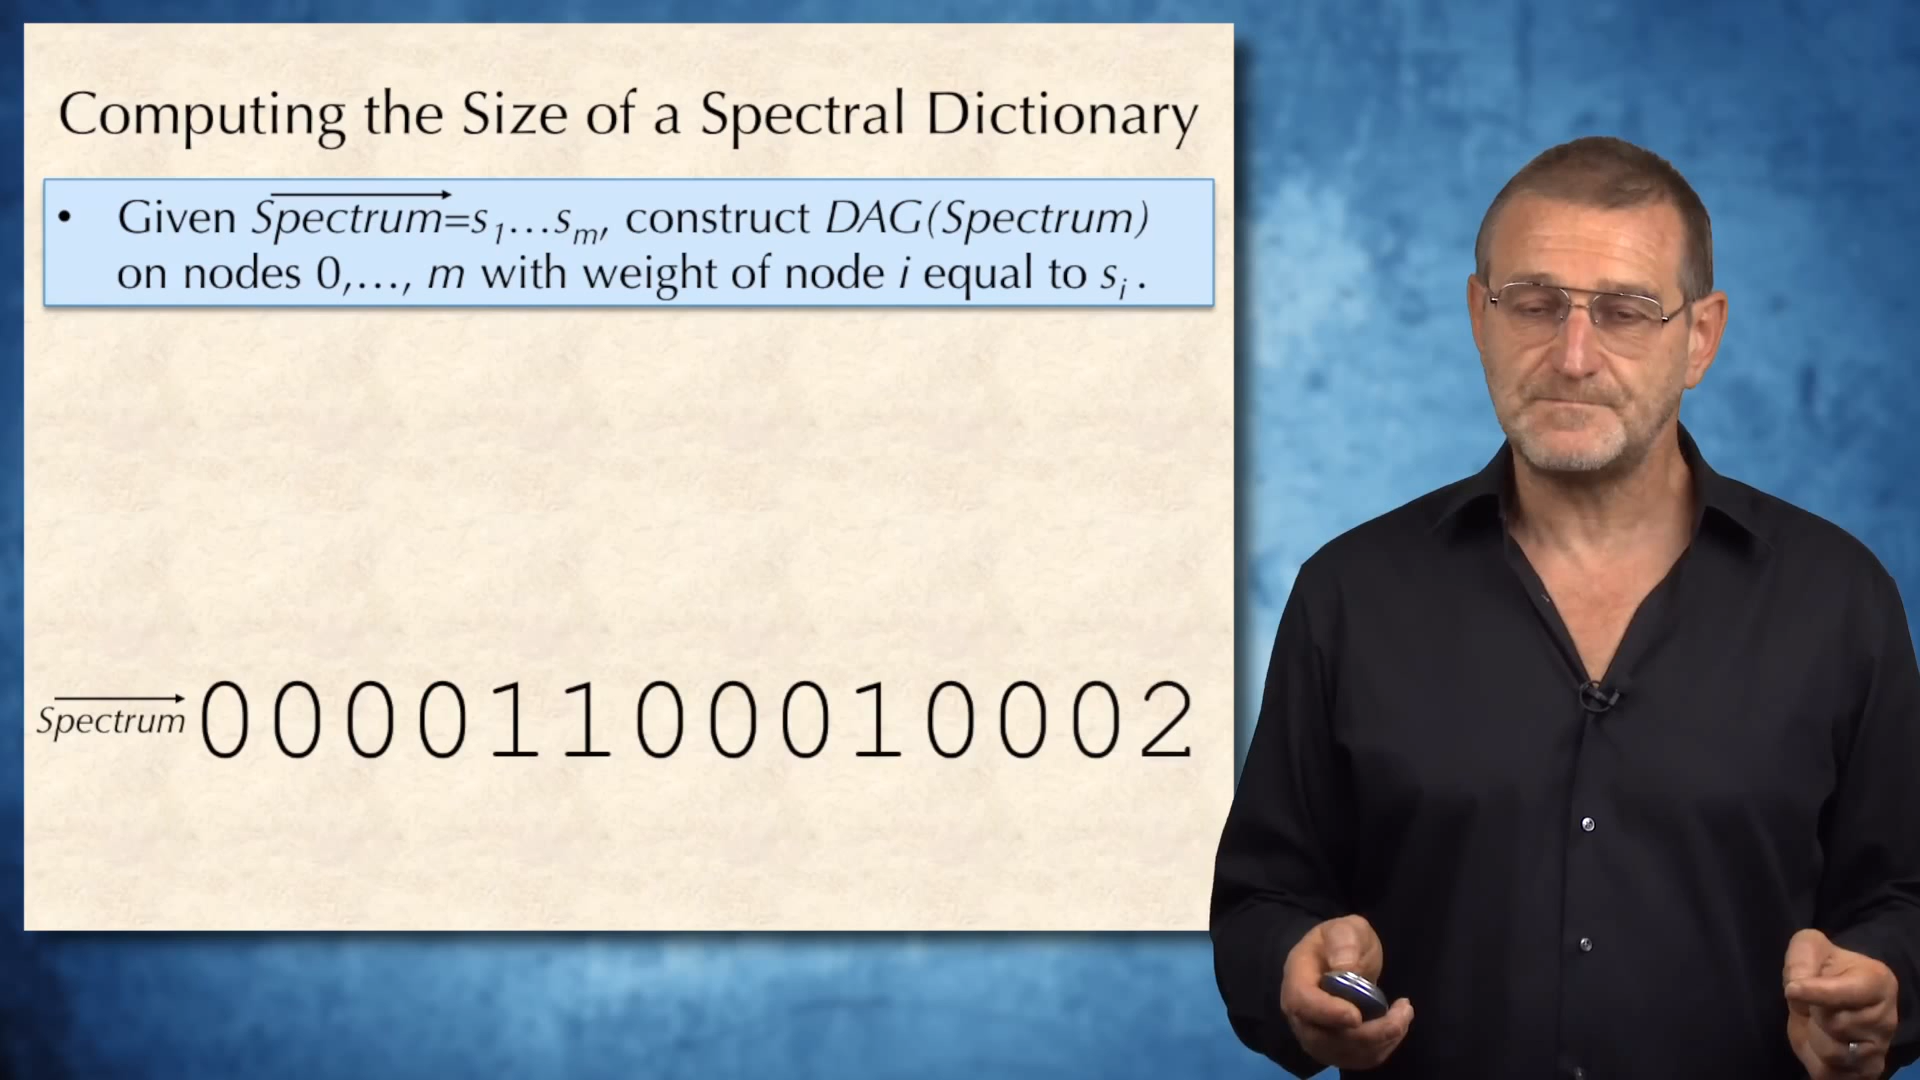 Computing the Size of a Spectral Dictionary
• Given Spectrum=s1…sm, construct DAG(Spectrum)
on nodes 0,…, m with weight of node i equal to si .
Spectrum 0 0 0 0 1 1 0 0 0 1 0 0 0 2